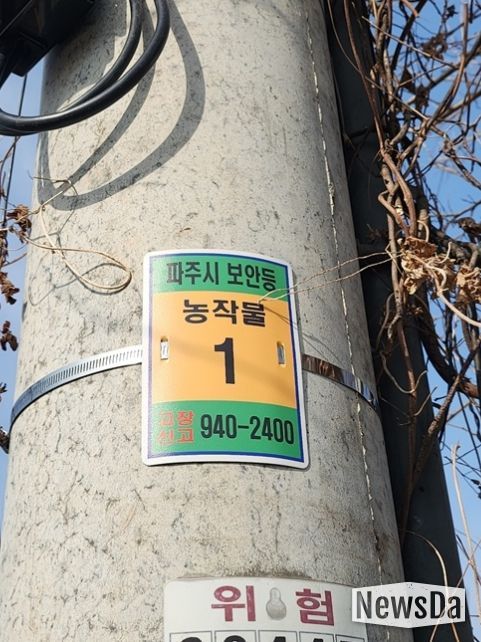 파주시 보안등
농작물
1
고장
신고 940-2400
위험
NewsDa